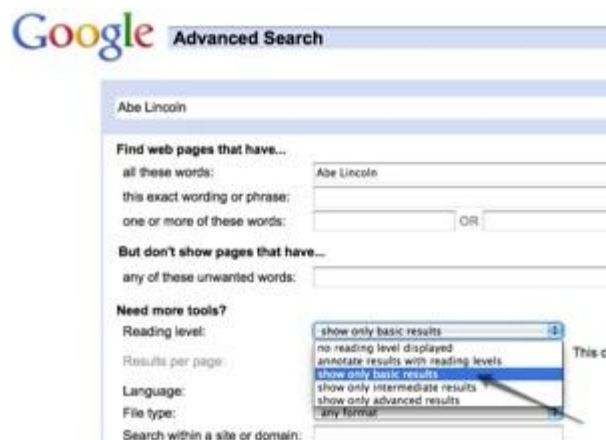 Google Advanced Search
Abe Lincoln
Find web pages that have...
all these words: Abe Lincoln
this exact wording or phrase:
one or more of these words: OR
But don't show pages that have...
any of these unwanted words:
Need more tools?
Reading level: show only basic results
no reading level displayed
Results per page: annotate results with reading levels This
show only basic results
Language: show only intermediate results
show only advanced results
File type: any format
Search within a site or domain: